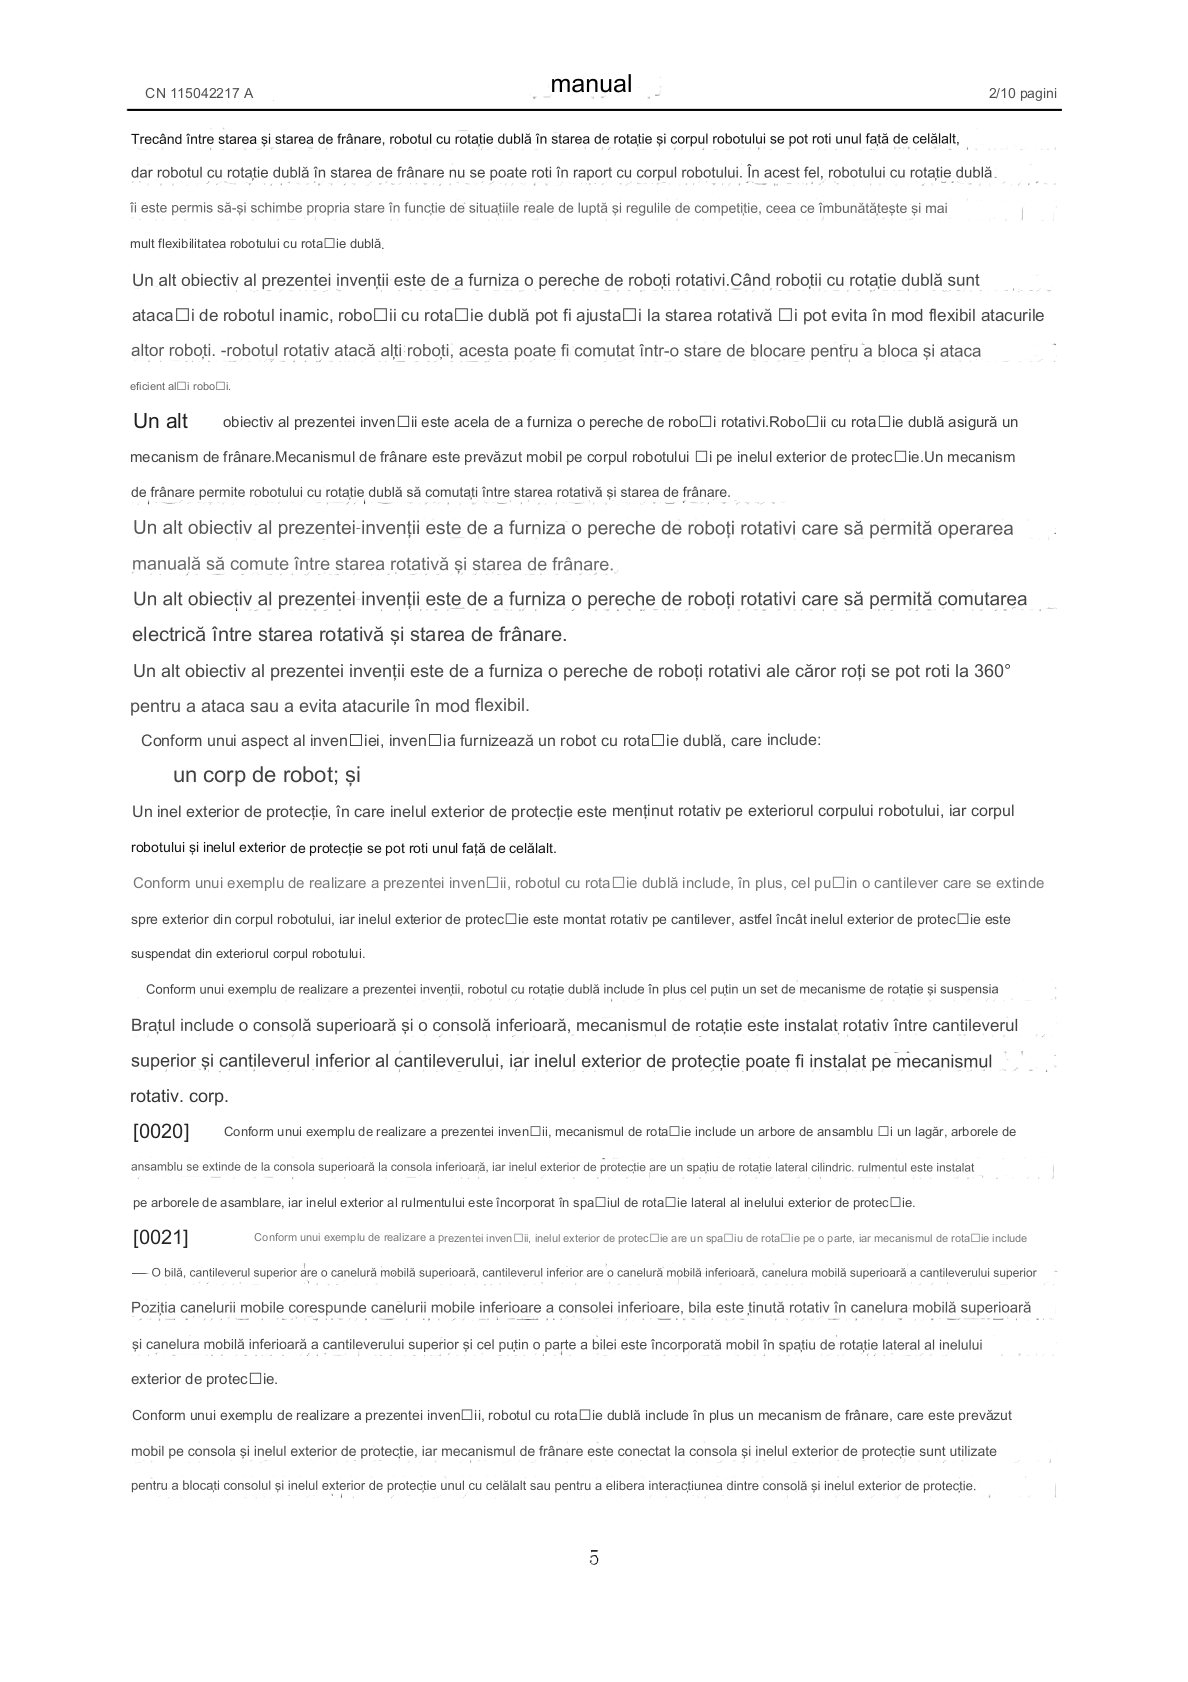 CN 115042217 A
manual
2/10 pagini
Trecând între starea și starea de frânare, robotul cu rotație dublă în starea de rotație și corpul robotului se pot roti unul față de celălalt,
dar robotul cu rotație dublă în starea de frânare nu se poate roti în raport cu corpul robotului. În acest fel, robotului cu rotație dublă
îi este permis să-și schimbe propria stare în funcție de situațiile reale de luptă și regulile de competiție, ceea ce îmbunătățește și mai
mult flexibilitatea robotului cu rota□ie dublă.
Un alt obiectiv al prezentei invenții este de a furniza o pereche de roboți rotativi.Când roboții cu rotație dublă sunt
ataca□i de robotul inamic, robo□ii cu rota□ie dublă pot fi ajusta□i la starea rotativă □i pot evita în mod flexibil atacurile
altor roboți. -robotul rotativ atacă alți roboți, acesta poate fi comutat într-o stare de blocare pentru a bloca și ataca
eficient al□i robo□i.
Un alt obiectiv al prezentei inven□ii este acela de a furniza o pereche de robo□i rotativi.Robo□ii cu rota□ie dublă asigură un
mecanism de frânare.Mecanismul de frânare este prevăzut mobil pe corpul robotului □i pe inelul exterior de protec□ie.Un mecanism
de frânare permite robotului cu rotație dublă să comutați între starea rotativă și starea de frânare.
Un alt obiectiv al prezentei invenții este de a furniza o pereche de roboți rotativi care să permită operarea
manuală să comute între starea rotativă și starea de frânare.
Un alt obiectiv al prezentei invenții este de a furniza o pereche de roboți rotativi care să permită comutarea
electrică între starea rotativă și starea de frânare.
Un alt obiectiv al prezentei invenții este de a furniza o pereche de roboți rotativi ale căror roți se pot roti la 360°
pentru a ataca sau a evita atacurile în mod flexibil.
Conform unui aspect al inven□iei, inven□ia furnizează un robot cu rota□ie dublă, care include:
un corp de robot; și
Un inel exterior de protecție, în care inelul exterior de protecție este menținut rotativ pe exteriorul corpului robotului, iar corpul
robotului și inelul exterior de protecție se pot roti unul față de celălalt.
Conform unui exemplu de realizare a prezentei inven□ii, robotul cu rota□ie dublă include, în plus, cel pu□in o cantilever care se extinde
spre exterior din corpul robotului, iar inelul exterior de protec□ie este montat rotativ pe cantilever, astfel încât inelul exterior de protec□ie este
suspendat din exteriorul corpul robotului.
Conform unui exemplu de realizare a prezentei invenții, robotul cu rotație dublă include în plus cel puțin un set de mecanisme de rotație și suspensia
Brațul include o consolă superioară și o consolă inferioară, mecanismul de rotație este instalat rotativ între cantileverul
superior și cantileverul inferior al cantileverului, iar inelul exterior de protecție poate fi instalat pe mecanismul
rotativ. corp.
[0020] Conform unui exemplu de realizare a prezentei inven□ii, mecanismul de rota□ie include un arbore de ansamblu □i un lagăr, arborele de
ansamblu se extinde de la consola superioară la consola inferioară, iar inelul exterior de protecție are un spațiu de rotație lateral cilindric. rulmentul este instalat
pe arborele de asamblare, iar inelul exterior al rulmentului este încorporat în spa□iul de rota□ie lateral al inelului exterior de protec□ie.
[0021] Conform unui exemplu de realizare a prezentei inven□ii, inelul exterior de protec□ie are un spa□iu de rota□ie pe o parte, iar mecanismul de rota□ie include
— O bilă, cantileverul superior are o canelură mobilă superioară, cantileverul inferior are o canelură mobilă inferioară, canelura mobilă superioară a cantileverului superior
Poziția canelurii mobile corespunde canelurii mobile inferioare a consolei inferioare, bila este ținută rotativ în canelura mobilă superioară
și canelura mobilă inferioară a cantileverului superior și cel puțin o parte a bilei este încorporată mobil în spațiu de rotație lateral al inelului
exterior de protec□ie.
Conform unui exemplu de realizare a prezentei inven□ii, robotul cu rota□ie dublă include în plus un mecanism de frânare, care este prevăzut
mobil pe consola și inelul exterior de protecție, iar mecanismul de frânare este conectat la consola și inelul exterior de protecție sunt utilizate
pentru a blocați consolul și inelul exterior de protecție unul cu celălalt sau pentru a elibera interacțiunea dintre consolă și inelul exterior de protecție.
5